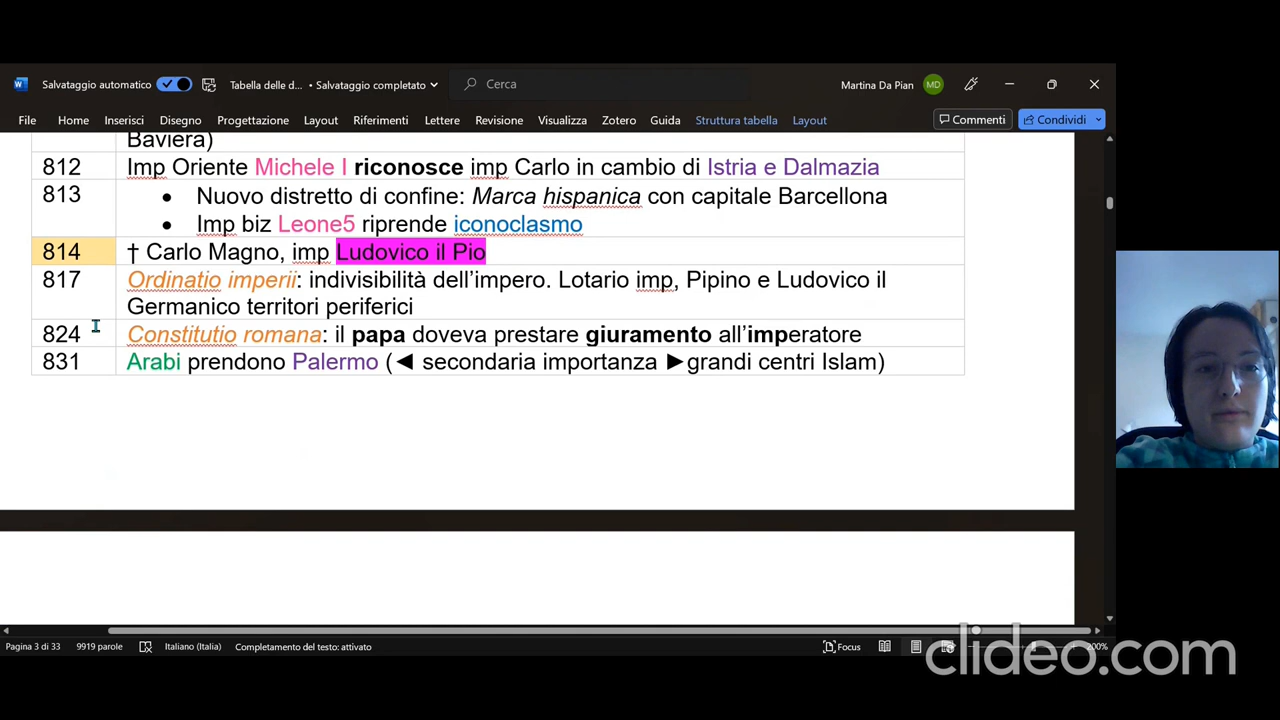 Salvataggio automatico
Tabella delle d... • Salvataggio completato
Cerca
Martina Da Pian
MD
File Home Inserisci Disegno Progettazione Layout Riferimenti Lettere Revisione Visualizza Zotero Guida Struttura tabella Layout
Commenti
Condividi
Baviera)
812 Imp Oriente Michele I riconosce imp Carlo in cambio di Istria e Dalmazia
813 • Nuovo distretto di confine: Marca hispanica con capitale Barcellona
• Imp biz Leone5 riprende iconoclasmo
814 † Carlo Magno, imp Ludovico il Pio
817 Ordinatio imperii: indivisibilità dell'impero. Lotario imp, Pipino e Ludovico il
Germanico territori periferici
824 Constitutio romana: il papa doveva prestare giuramento all'imperatore
831 Arabi prendono Palermo (◄ secondaria importanza ►grandi centri Islam)
Pagina 3 di 33 9919 parole Italiano (Italia) Completamento del testo: attivato Focus 200%
clideo.com